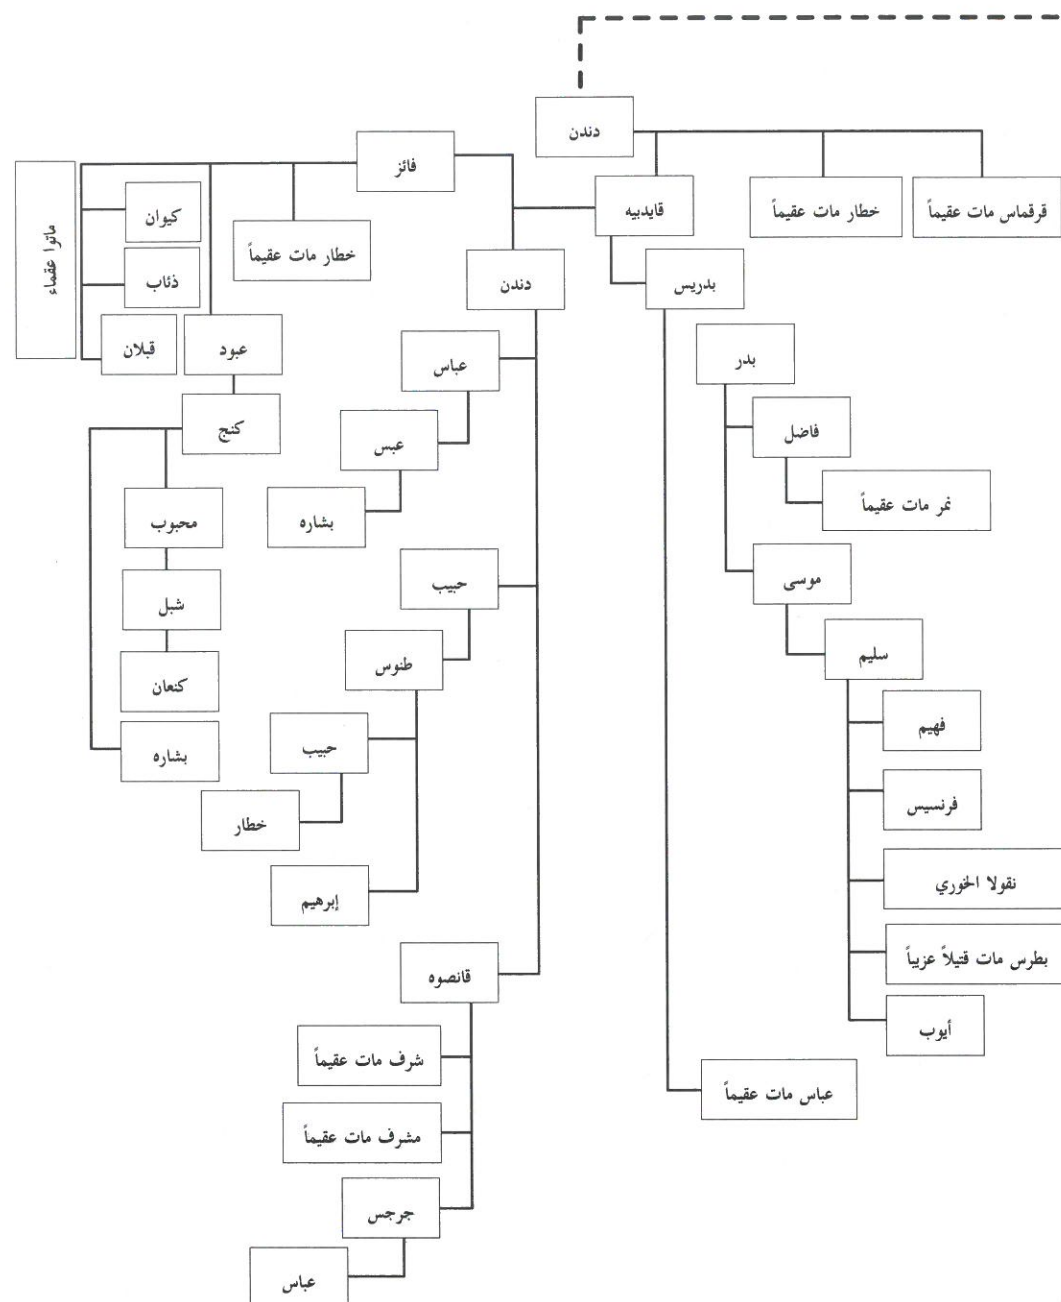 دندن
قرقماس مات عقيماً
خطار مات عقيماً
قايدبيه
بدريس
بدر
فاضل
نمر مات عقيماً
موسى
سليم
فهيم
فرنسيس
نقولا الخوري
بطرس مات قتيلاً عزيباً
أيوب
عباس مات عقيماً
دندن
عباس
عبس
بشاره
حبيب
طنوس
حبيب
خطار
إبرهيم
قانصوه
شرف مات عقيماً
مشرف مات عقيماً
جرجس
عباس
فائز
خطار مات عقيماً
عبود
كنج
محبوب
شبل
كنعان
بشاره
كيوان
ذئاب
قبلان
ماتوا عقماء